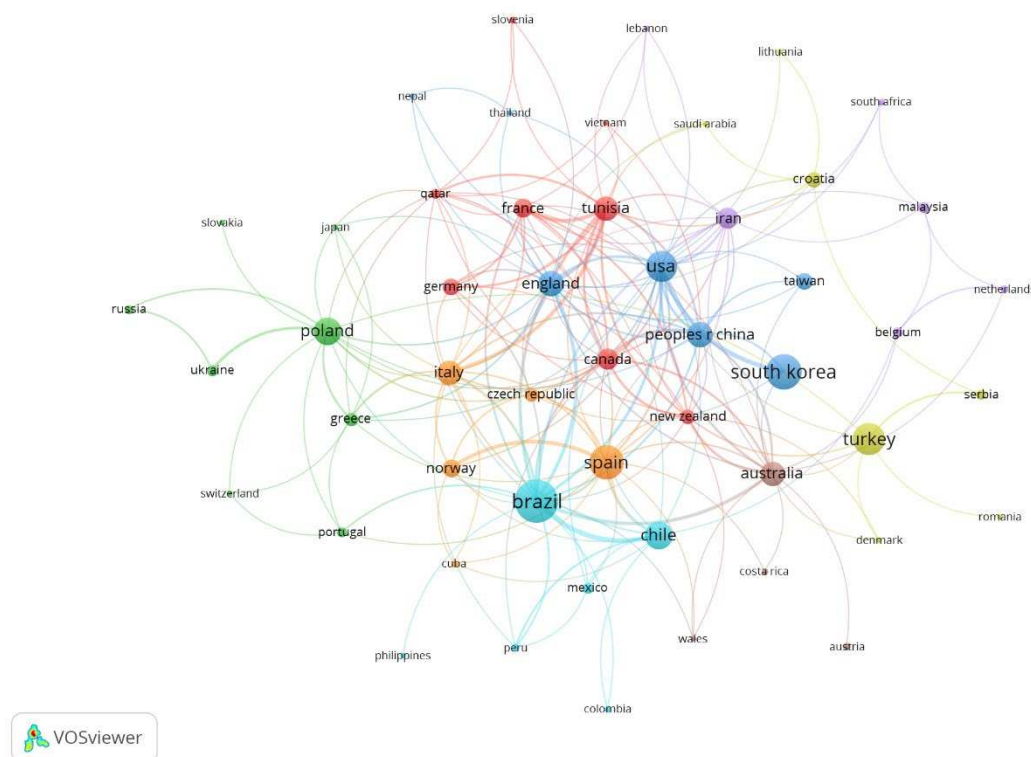 slovenia
lebanon
lithuania
nepal
thailand
vietnam
saudi arabia
south africa
croatia
qatar
france
tunisia
iran
malaysia
slovakia
japan
usa
england
taiwan
germany
netherland
russia
poland
peoples r china
belgium
canada
ukraine
italy
south korea
czech republic
serbia
greece
new zealand
turkey
norway
spain
australia
switzerland
brazil
romania
portugal
chile
denmark
cuba
costa rica
mexico
wales
austria
philippines
peru
colombia
VOSviewer